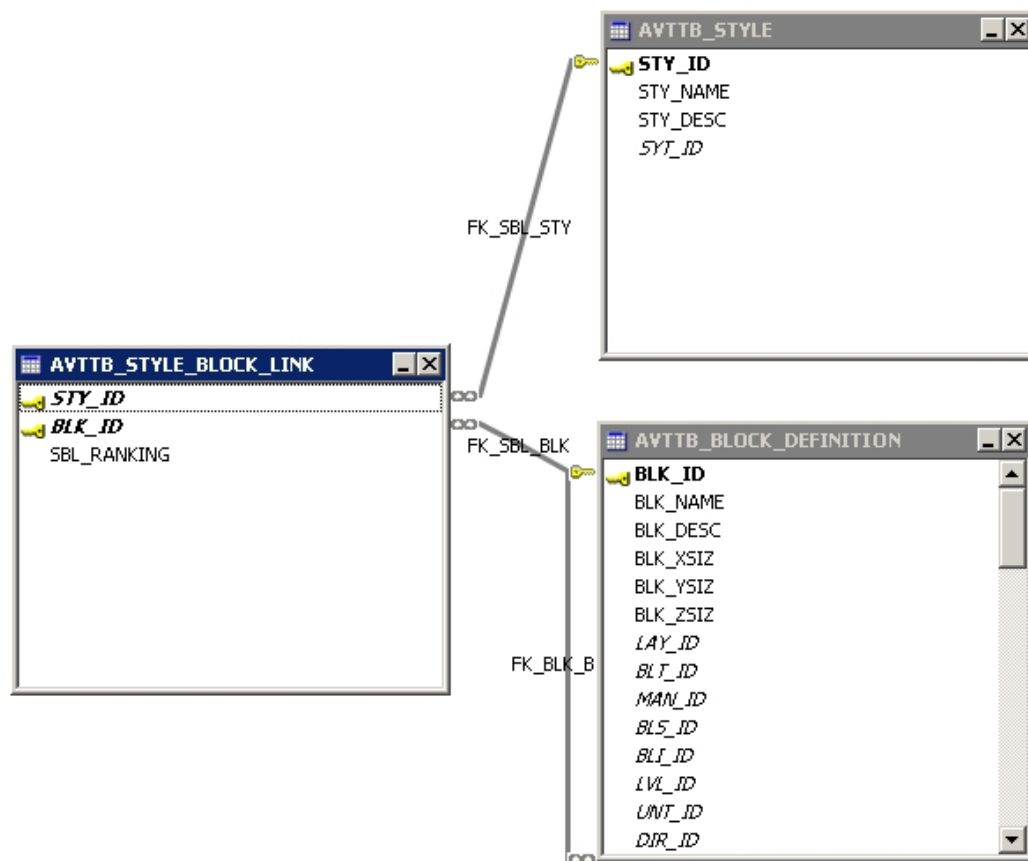 AVTTB_STYLE
STY_ID
STY_NAME
STY_DESC
SYT_ID
FK_SBL_STY
AVTTB_STYLE_BLOCK_LINK
STY_ID
BLK_ID
SBL_RANKING
FK_SBL_BLK
AVTTB_BLOCK_DEFINITION
BLK_ID
BLK_NAME
BLK_DESC
BLK_XSIZ
BLK_YSIZ
BLK_ZSIZ
LAY_ID
BLT_ID
MAN_ID
BLS_ID
BLI_ID
LVL_ID
UNT_ID
DIR_ID
FK_BLK_B